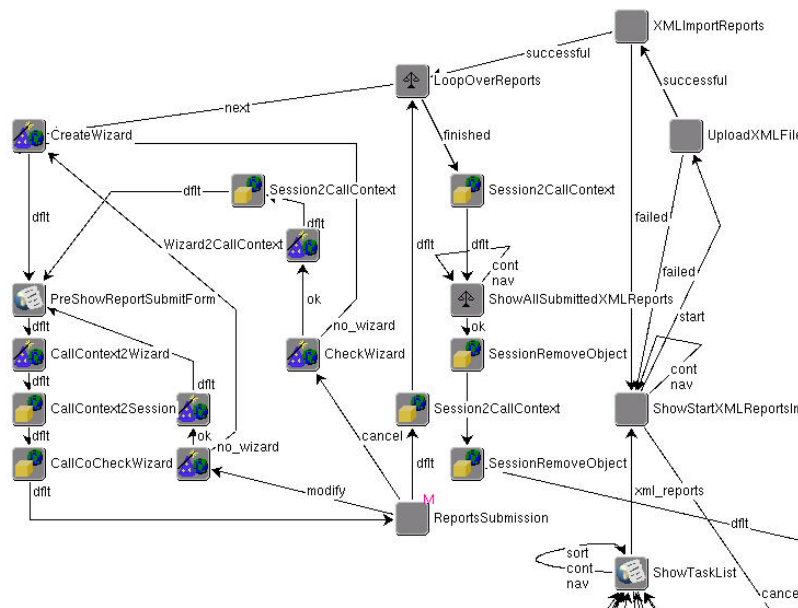 XMLImportReports
successful
LoopOverReports
successful
next
CreateWizard
finished
UploadXMLFile
Session2CallContext
dflt
Session2CallContext
dflt
dflt
dflt
dflt
failed
Wizard2CallContext
cont
nav
failed
PreShowReportSubmitForm
ok
ShowAllSubmittedXMLReports
start
dflt
no_wizard
ok
CallContext2Wizard
CheckWizard
SessionRemoveObject
cont
nav
dflt
dflt
CallContext2Session
Session2CallContext
ShowStartXMLReportsIm
dflt
ok
no_wizard
cancel
CallCoCheckWizard
dflt
SessionRemoveObject
dflt
modify
M
xml_reports
ReportsSubmission
dflt
sort
cont
nav
ShowTaskList
cance